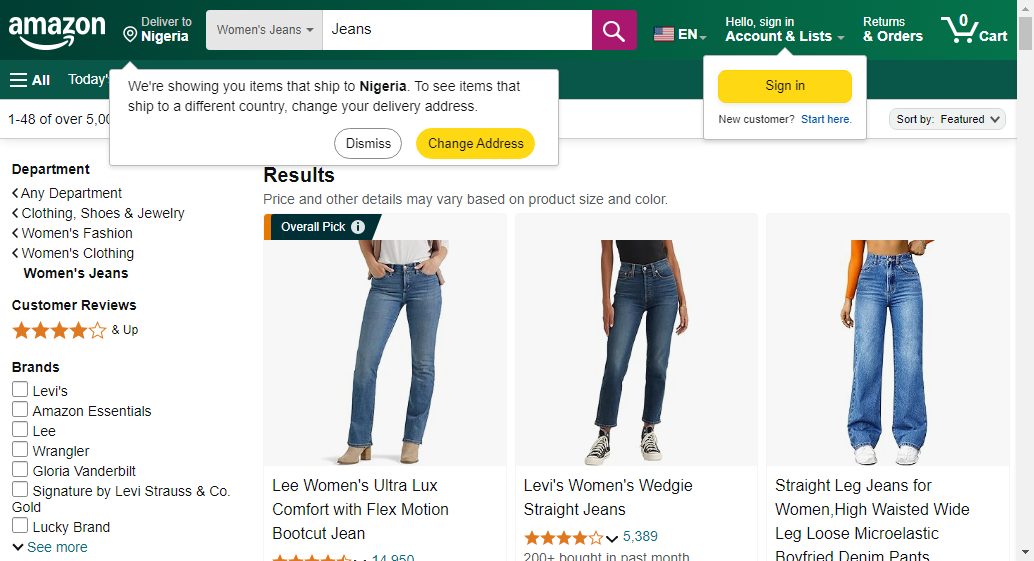 amazon
Deliver to
Nigeria
Women's Jeans
Jeans
EN
Hello, sign in
Account & Lists
Returns
& Orders
0
Cart
All
Today'
We're showing you items that ship to Nigeria. To see items that
ship to a different country, change your delivery address.
Dismiss
Change Address
Sign in
New customer? Start here.
1-48 of over 5,00
Sort by: Featured
Department
Any Department
Clothing, Shoes & Jewelry
Women's Fashion
Women's Clothing
Women's Jeans
Customer Reviews
& Up
Brands
Levi's
Amazon Essentials
Lee
Wrangler
Gloria Vanderbilt
Signature by Levi Strauss & Co.
Gold
Lucky Brand
See more
Results
Price and other details may vary based on product size and color.
Overall Pick
Lee Women's Ultra Lux
Comfort with Flex Motion
Bootcut Jean
14,950
Levi's Women's Wedgie
Straight Jeans
5,389
200+ bought in past month
Straight Leg Jeans for
Women,High Waisted Wide
Leg Loose Microelastic
Boyfried Denim Pants